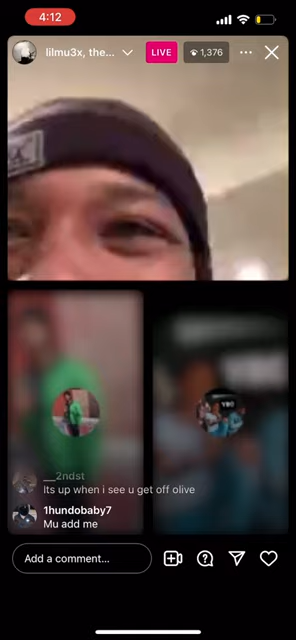 4:12
lilmu3x, the...
LIVE
1,376
__2ndst
Its up when i see u get off olive
1hundobaby7
Mu add me
Add a comment...